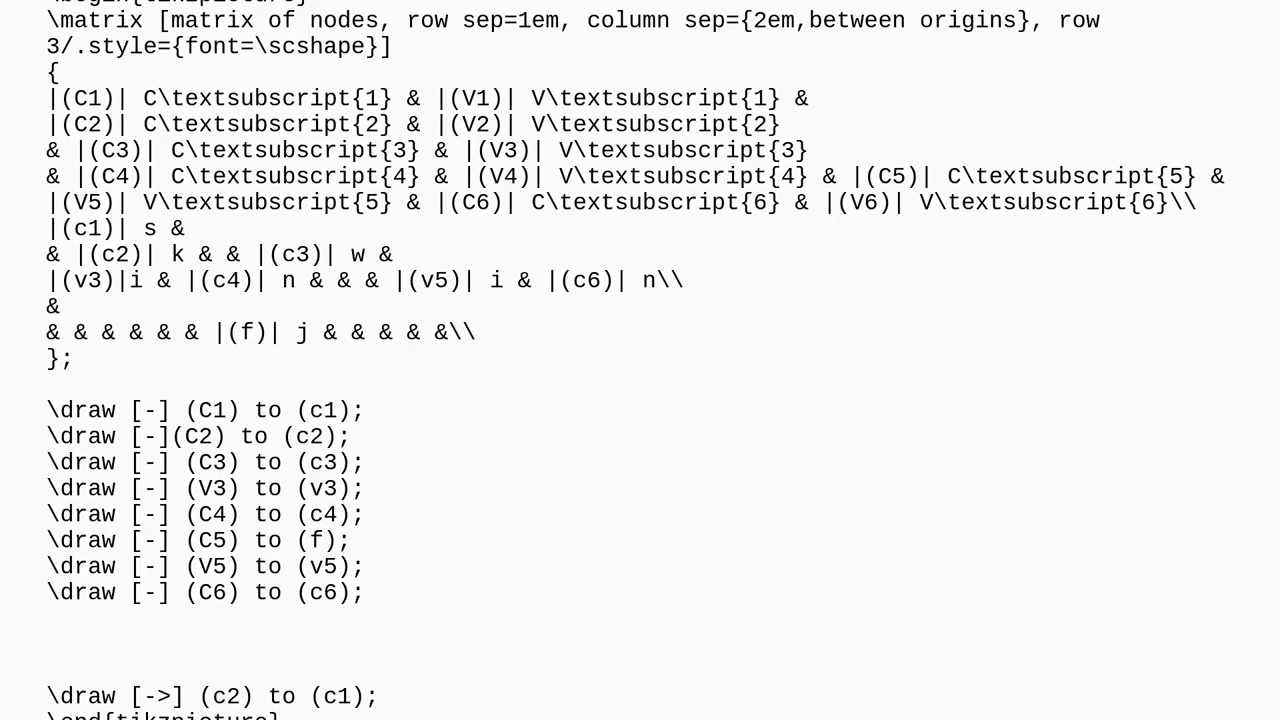 \begin{tikzpicture}
\matrix [matrix of nodes, row sep=1em, column sep={2em,between origins}, row
3/.style={font=\scshape}]
{
|(C1)| C\textsubscript{1} & |(V1)| V\textsubscript{1} &
|(C2)| C\textsubscript{2} & |(V2)| V\textsubscript{2}
& |(C3)| C\textsubscript{3} & |(V3)| V\textsubscript{3}
& |(C4)| C\textsubscript{4} & |(V4)| V\textsubscript{4} & |(C5)| C\textsubscript{5} &
|(V5)| V\textsubscript{5} & |(C6)| C\textsubscript{6} & |(V6)| V\textsubscript{6}\\
|(c1)| s &
& |(c2)| k & & |(c3)| w &
|(v3)|i & |(c4)| n & & & |(v5)| i & |(c6)| n\\
&
& & & & & & |(f)| j & & & & &\\
};
\draw [-] (C1) to (c1);
\draw [-](C2) to (c2);
\draw [-] (C3) to (c3);
\draw [-] (V3) to (v3);
\draw [-] (C4) to (c4);
\draw [-] (C5) to (f);
\draw [-] (V5) to (v5);
\draw [-] (C6) to (c6);
\draw [->] (c2) to (c1);
\end{tikzpicture}